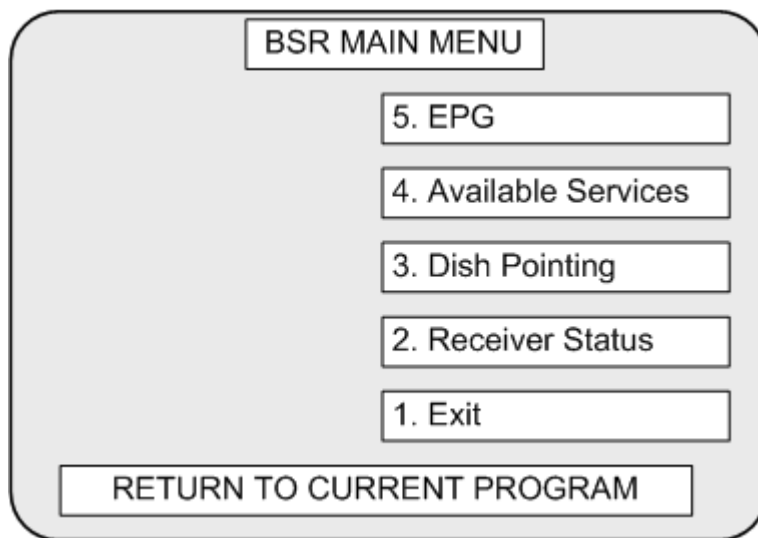 BSR MAIN MENU
5. EPG
4. Available Services
3. Dish Pointing
2. Receiver Status
1. Exit
RETURN TO CURRENT PROGRAM